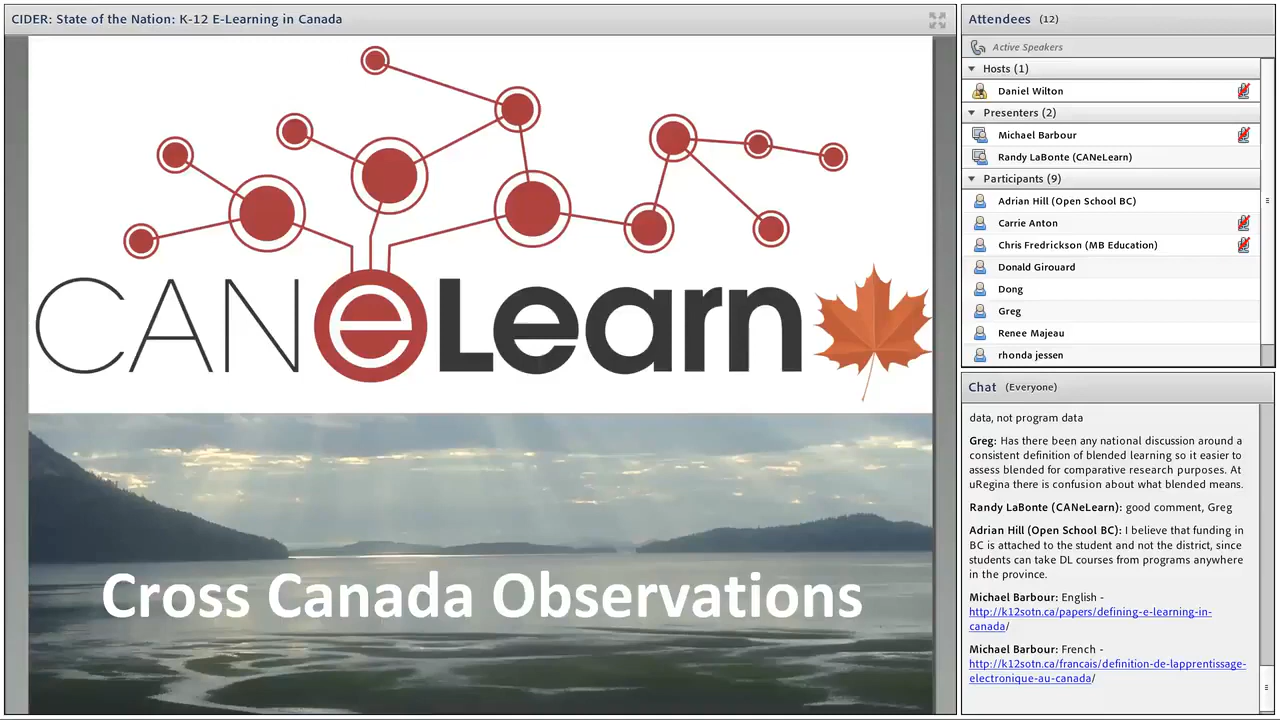 CIDER: State of the Nation: K-12 E-Learning in Canada
CANeLearn
Cross Canada Observations
Attendees (12)
Active Speakers
Hosts (1)
Daniel Wilton
Presenters (2)
Michael Barbour
Randy LaBonte (CANeLearn)
Participants (9)
Adrian Hill (Open School BC)
Carrie Anton
Chris Fredrickson (MB Education)
Donald Girouard
Dong
Greg
Renee Majeau
rhonda jessen
Chat (Everyone)
data, not program data
Greg: Has there been any national discussion around a
consistent definition of blended learning so it easier to
assess blended for comparative research purposes. At
uRegina there is confusion about what blended means.
Randy LaBonte (CANeLearn): good comment, Greg
Adrian Hill (Open School BC): I believe that funding in
BC is attached to the student and not the district, since
students can take DL courses from programs anywhere
in the province.
Michael Barbour: English -
http://k12sotn.ca/papers/defining-e-learning-in-
canada/
Michael Barbour: French -
http://k12sotn.ca/francais/definition-de-lapprentissage-
electronique-au-canada/